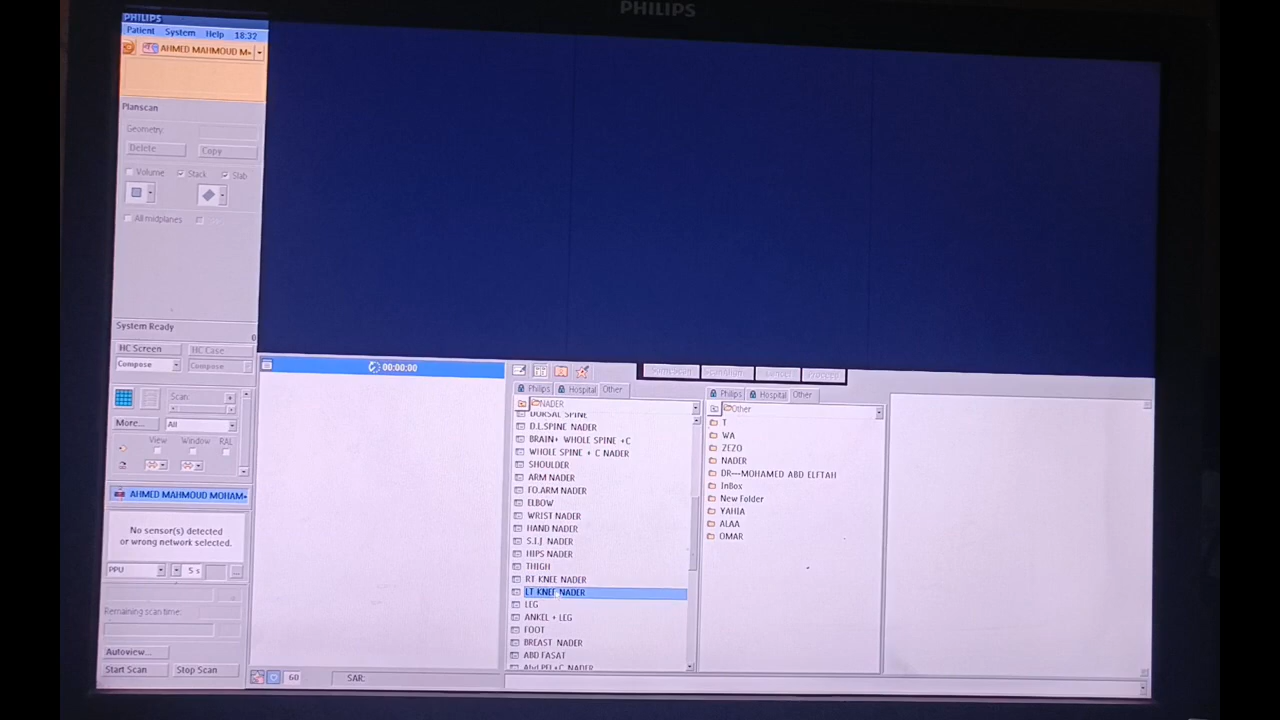 PHILIPS
PHILIPS
Patient System Help 18:32
AHMED MAHMOUD M
Planscan
Geometry:
Delete Copy
Volume Stack Slab
All midplanes
System Ready
0
HC Screen HC Case
Compose Compose
Scan
More... All
View Window RAL
AHMED MAHMOUD MOHAM
No sensor(s) detected
or wrong network selected.
PPU 5 s ...
Remaining scan time:
Autoview...
Start Scan Stop Scan
00:00:00
60 SAR:
Philips Hospital Other
NADER
DORSAL SPINE
D.L.SPINE NADER
BRAIN+ WHOLE SPINE +C
WHOLE SPINE + C NADER
SHOULDER
ARM NADER
FO.ARM NADER
ELBOW
WRIST NADER
HAND NADER
S.I.J NADER
HIPS NADER
THIGH
RT KNEE NADER
LT KNEE NADER
LEG
ANKEL + LEG
FOOT
BREAST NADER
ABD FASAT
Philips Hospital Other
Other
T
WA
ZEZO
NADER
DR---MOHAMED ABD ELFTAH
InBox
New Folder
YAHIA
ALAA
OMAR